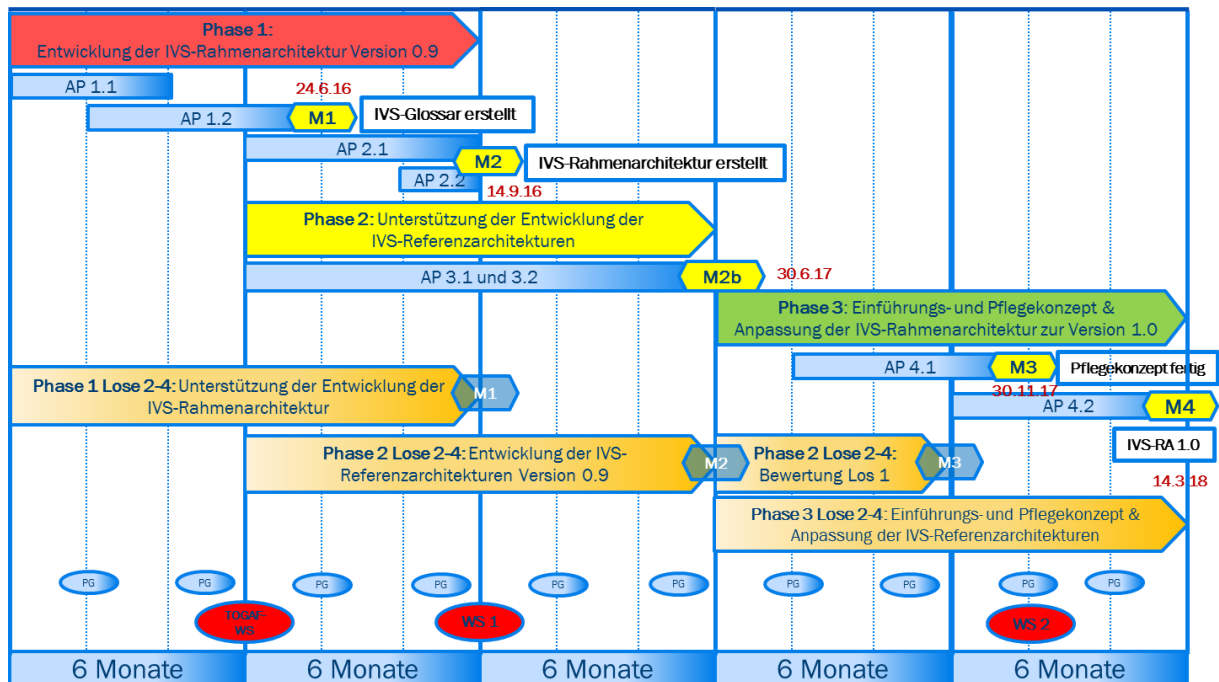 Phase 1:
Entwicklung der IVS-Rahmenarchitektur Version 0.9
AP 1.1
24.6.16
AP 1.2
M1
IVS-Glossar erstellt
AP 2.1
M2
IVS-Rahmenarchitektur erstellt
AP 2.2
14.9.16
Phase 2: Unterstützung der Entwicklung der
IVS-Referenzarchitekturen
AP 3.1 und 3.2
M2b
30.6.17
Phase 3: Einführungs- und Pflegekonzept &
Anpassung der IVS-Rahmenarchitektur zur Version 1.0
AP 4.1
M3
Pflegekonzept fertig
30.11.17
AP 4.2
M4
Phase 1 Lose 2-4: Unterstützung der Entwicklung der
IVS-Rahmenarchitektur
M1
IVS-RA 1.0
14.3.18
Phase 2 Lose 2-4: Entwicklung der IVS-
Referenzarchitekturen Version 0.9
M2
Phase 2 Lose 2-4:
Bewertung Los 1
M3
Phase 3 Lose 2-4: Einführungs- und Pflegekonzept &
Anpassung der IVS-Referenzarchitekturen
PG
PG
PG
PG
PG
PG
PG
PG
PG
PG
TOGAF-
WS
WS 1
WS 2
6 Monate
6 Monate
6 Monate
6 Monate
6 Monate